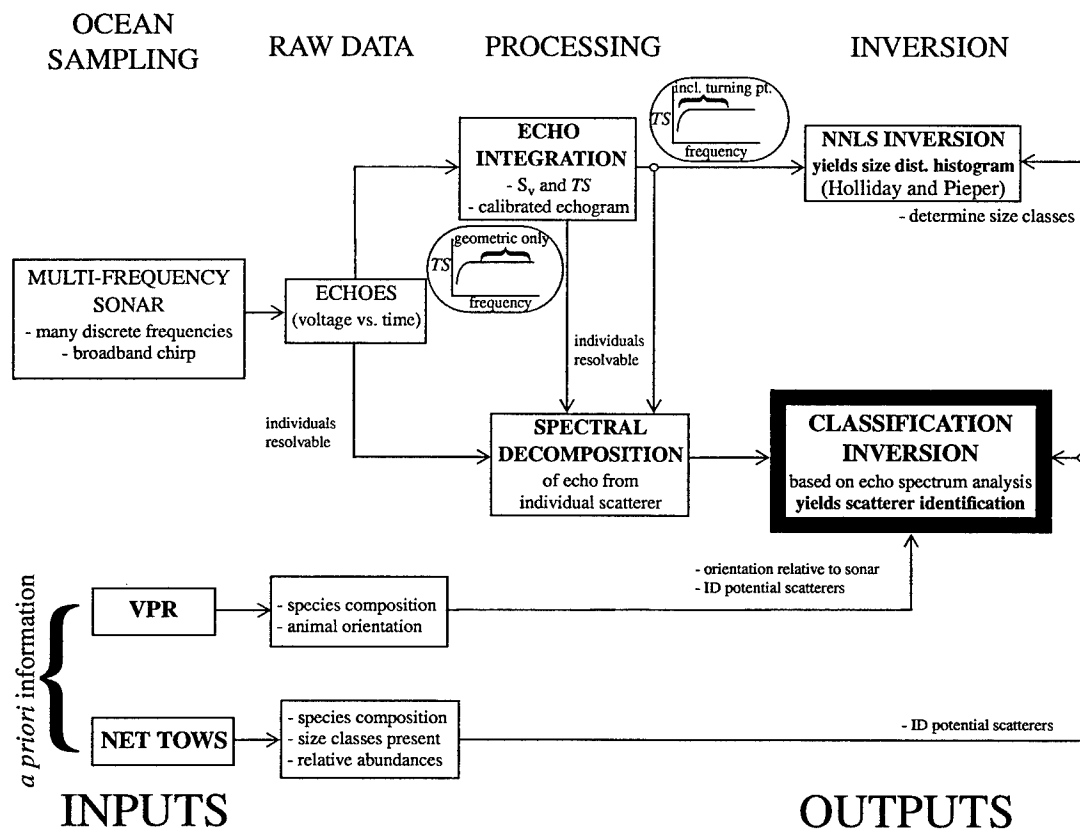 OCEAN
SAMPLING
RAW DATA
PROCESSING
INVERSION
incl. turning pt.
TS
frequency
ECHO
INTEGRATION
- Sv and TS
- calibrated echogram
NNLS INVERSION
yields size dist. histogram
(Holliday and Pieper)
- determine size classes
geometric only
TS
frequency
MULTI-FREQUENCY
SONAR
- many discrete frequencies
- broadband chirp
ECHOES
(voltage vs. time)
individuals
resolvable
individuals
resolvable
SPECTRAL
DECOMPOSITION
of echo from
individual scatterer
CLASSIFICATION
INVERSION
based on echo spectrum analysis
yields scatterer identification
- orientation relative to sonar
- ID potential scatterers
a priori information
VPR
- species composition
- animal orientation
NET TOWS
- species composition
- size classes present
- relative abundances
- ID potential scatterers
INPUTS
OUTPUTS